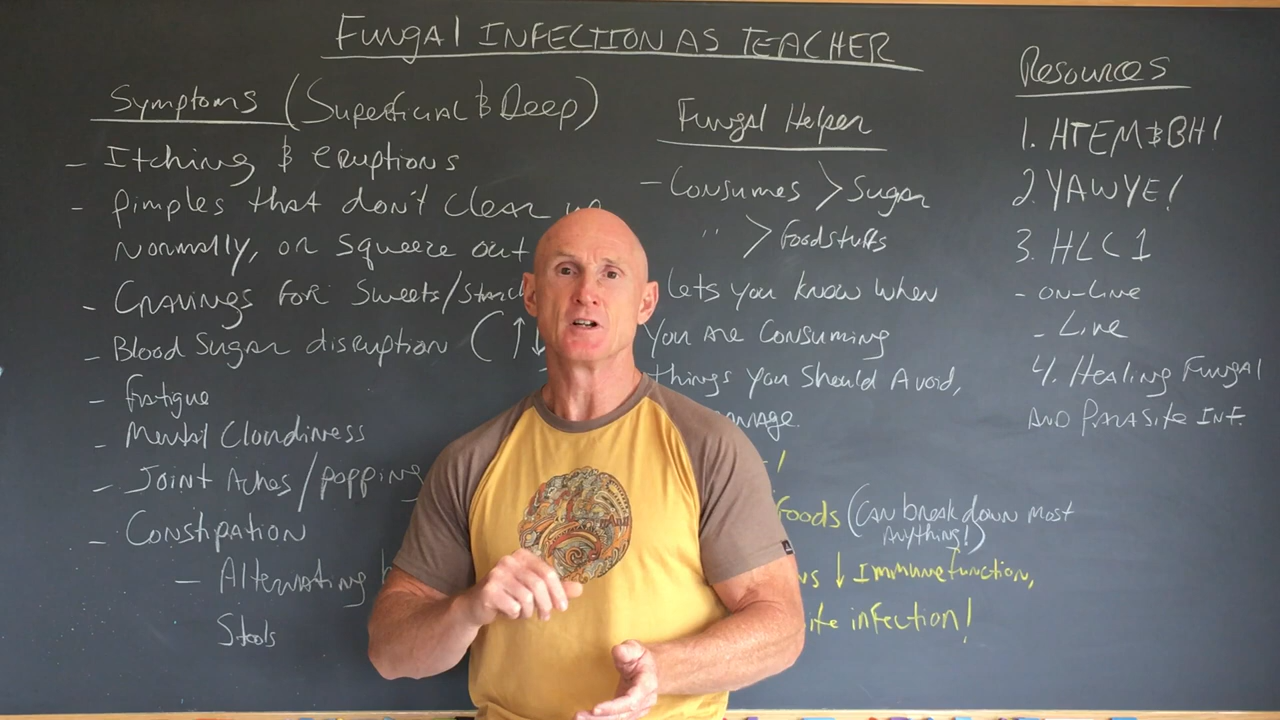 FUNGAL INFECTION AS TEACHER
Symptoms (Superficial & Deep)
- Itching & eruptions
- Pimples that don't clear up
normally, or squeeze out
- Cravings for Sweets/Starch
- Blood Sugar disruption (↑↓
- fatigue
- Mental Cloudiness
- Joint Aches/popping
- Constipation
- Alternating
Stools
Fungal Helper
- Consumes > Sugar
" > foodstuffs
lets you know when
you are consuming
things you should avoid,
foods (can break down most
anything!)
↓ Immune function,
infection!
Resources
1. HTEM&BH!
2. YAWYE!
3. HLC 1
- on-line
- Live
4. Healing Fungal
and Parasite Inf.